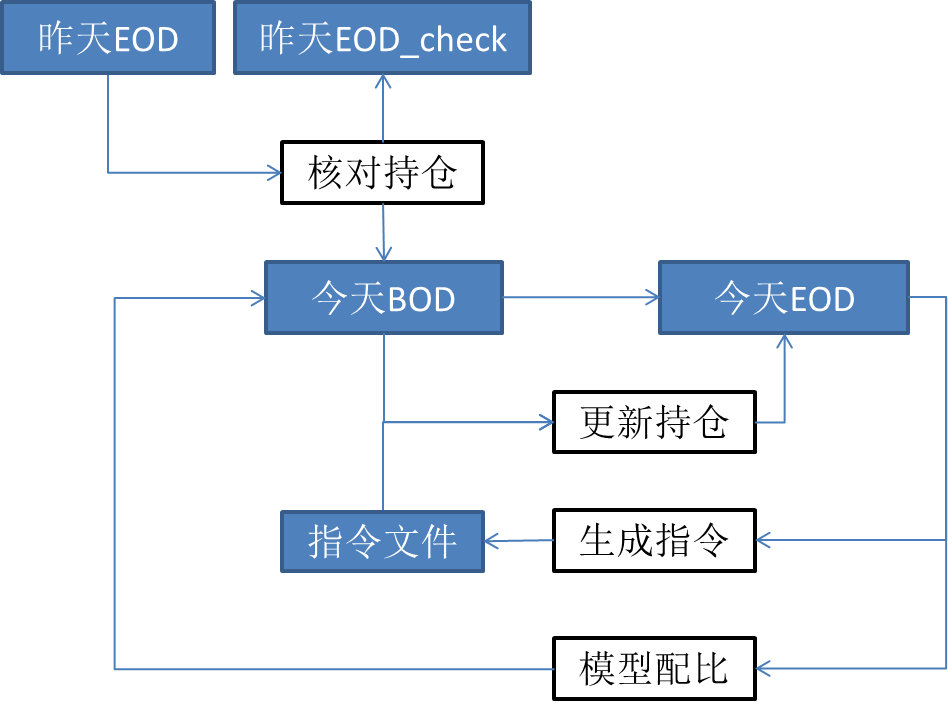 昨天EOD
昨天EOD_check
核对持仓
今天BOD
今天EOD
更新持仓
指令文件
生成指令
模型配比